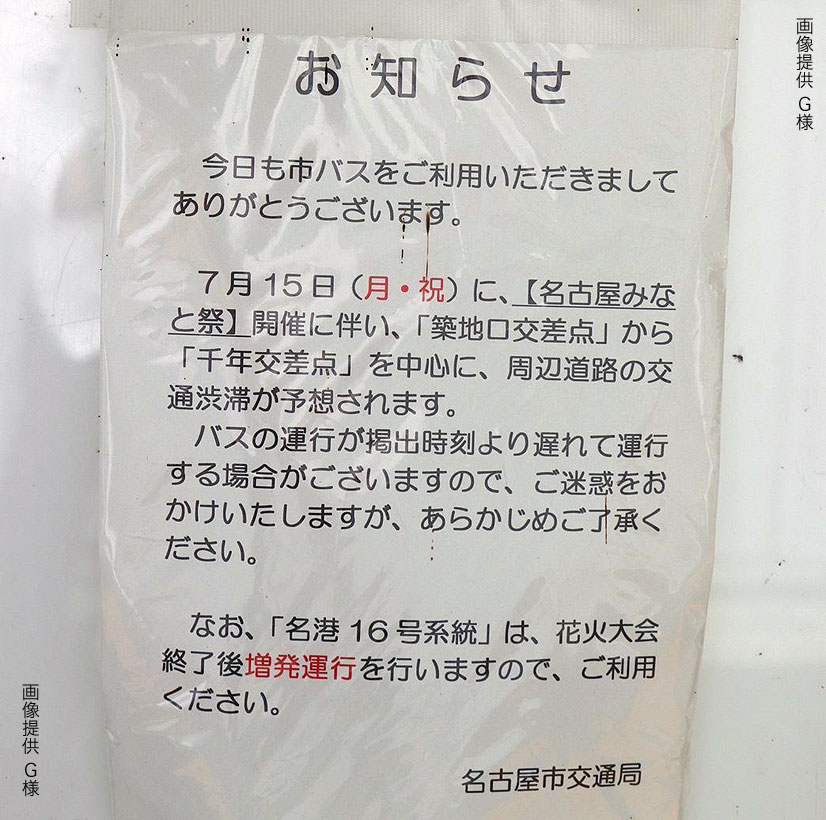 画像提供 G様
お知らせ
今日も市バスをご利用いただきまして
ありがとうございます。
7月15日（月・祝）に、【名古屋みな
と祭】開催に伴い、「築地口交差点」から
「千年交差点」を中心に、周辺道路の交
通渋滞が予想されます。
バスの運行が掲出時刻より遅れて運行
する場合がございますので、ご迷惑をお
かけいたしますが、あらかじめご了承く
ださい。
なお、「名港16号系統」は、花火大会
終了後増発運行を行いますので、ご利用
ください。
名古屋市交通局
画像提供 G様